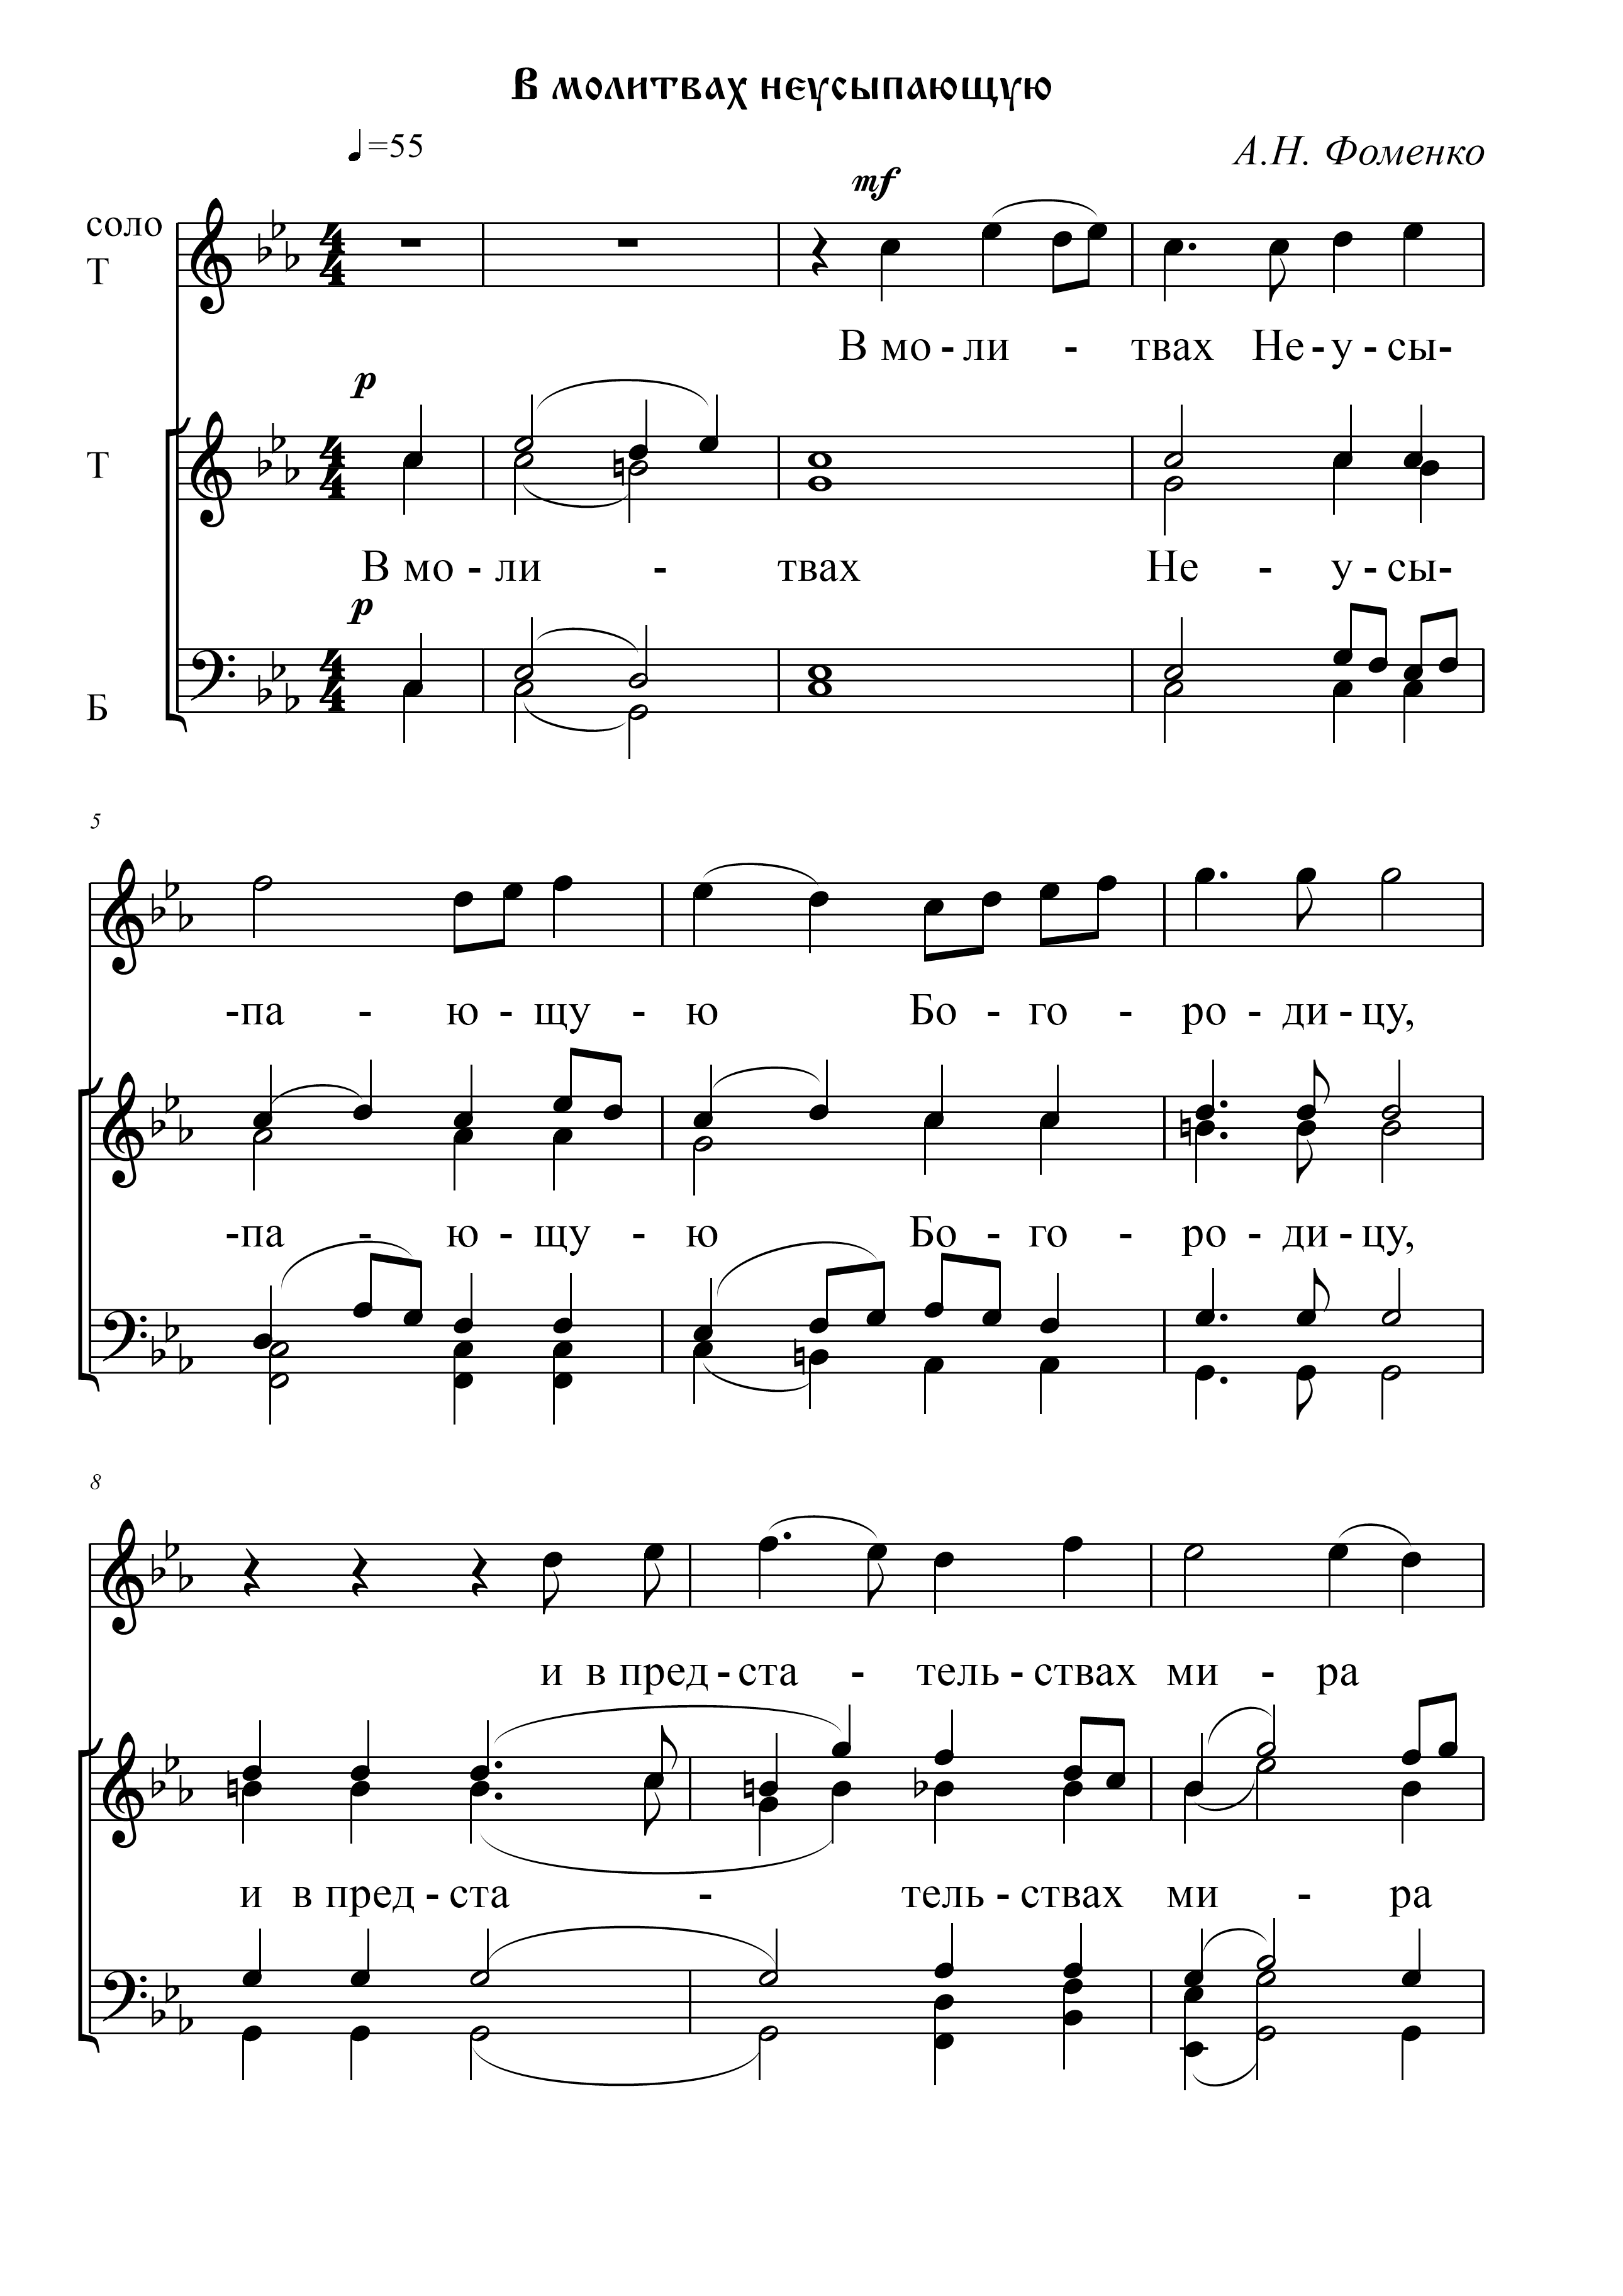 В молитвах неусыпающую
♩=55
А.Н. Фоменко
mf
соло
Т
В мо - ли - твах Не - у - сы-
p
Т
В мо - ли - твах Не - у - сы-
p
Б
5
-па - ю - щу - ю Бо - го - ро - ди - цу,
-па - ю - щу - ю Бо - го - ро - ди - цу,
8
и в пред - ста - тель - ствах ми - ра
и в пред - ста - тель - ствах ми - ра